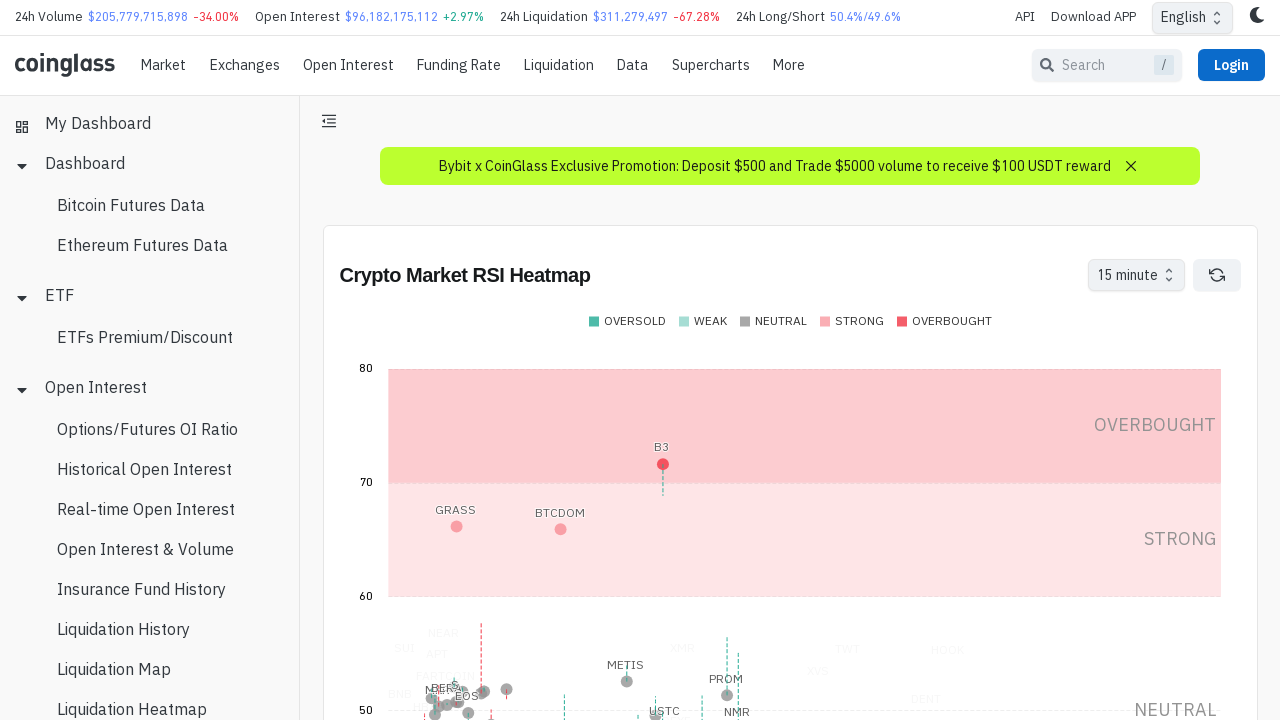 24h Volume $205,779,715,898 -34.00% Open Interest $96,182,175,112 +2.97% 24h Liquidation $311,279,497 -67.28% 24h Long/Short 50.4%/49.6% API Download APP English
coinglass Market Exchanges Open Interest Funding Rate Liquidation Data Supercharts More Search / Login
My Dashboard
Dashboard
Bitcoin Futures Data
Ethereum Futures Data
ETF
ETFs Premium/Discount
Open Interest
Options/Futures OI Ratio
Historical Open Interest
Real-time Open Interest
Open Interest & Volume
Insurance Fund History
Liquidation History
Liquidation Map
Liquidation Heatmap
Bybit x CoinGlass Exclusive Promotion: Deposit $500 and Trade $5000 volume to receive $100 USDT reward
Crypto Market RSI Heatmap 15 minute
OVERSOLD WEAK NEUTRAL STRONG OVERBOUGHT
80
OVERBOUGHT
B3
70
GRASS BTCDOM
STRONG
60
NEAR
APT
METIS
PROM
BERA
EOS
USTC NMR
HOOK
DENT
50 NEUTRAL